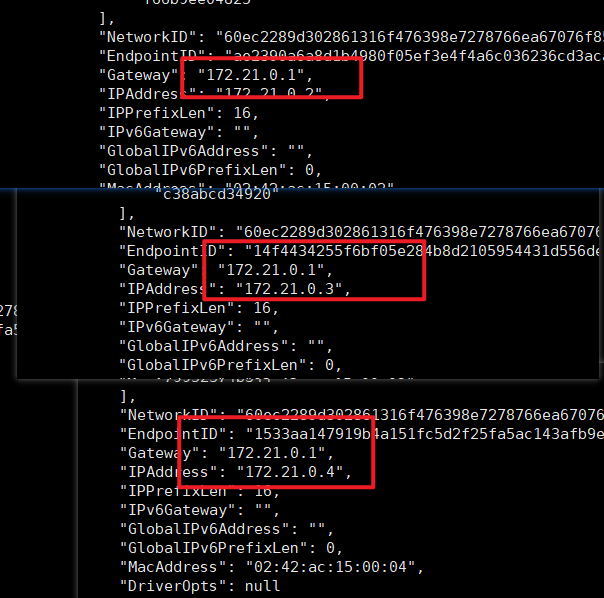 ],
"NetworkID": "60ec2289d302861316f476398e7278766ea67076f85
"EndpointID": "ae2390a6a8d1b4980f05ef3e4f4a6c036236cd3aca
"Gateway": "172.21.0.1",
"IPAddress": "172.21.0.2",
"IPPrefixLen": 16,
"IPv6Gateway": "",
"GlobalIPv6Address": "",
"GlobalIPv6PrefixLen": 0,
"MacAddress": "02:42:ac:15:00:02"
"c38abcd34920"
],
"NetworkID": "60ec2289d302861316f476398e7278766ea67076
"EndpointID": "14f4434255f6bf05e284b8d2105954431d556de
"Gateway": "172.21.0.1",
"IPAddress": "172.21.0.3",
"IPPrefixLen": 16,
278
"IPv6Gateway": "",
fa5
"GlobalIPv6Address": "",
"GlobalIPv6PrefixLen": 0,
],
"NetworkID": "60ec2289d302861316f476398e7278766ea67076
"EndpointID": "1533aa147919b4a151fc5d2f25fa5ac143afb9e
"Gateway": "172.21.0.1",
"IPAddress": "172.21.0.4",
"IPPrefixLen": 16,
"IPv6Gateway": "",
"GlobalIPv6Address": "",
"GlobalIPv6PrefixLen": 0,
"MacAddress": "02:42:ac:15:00:04",
"DriverOpts": null